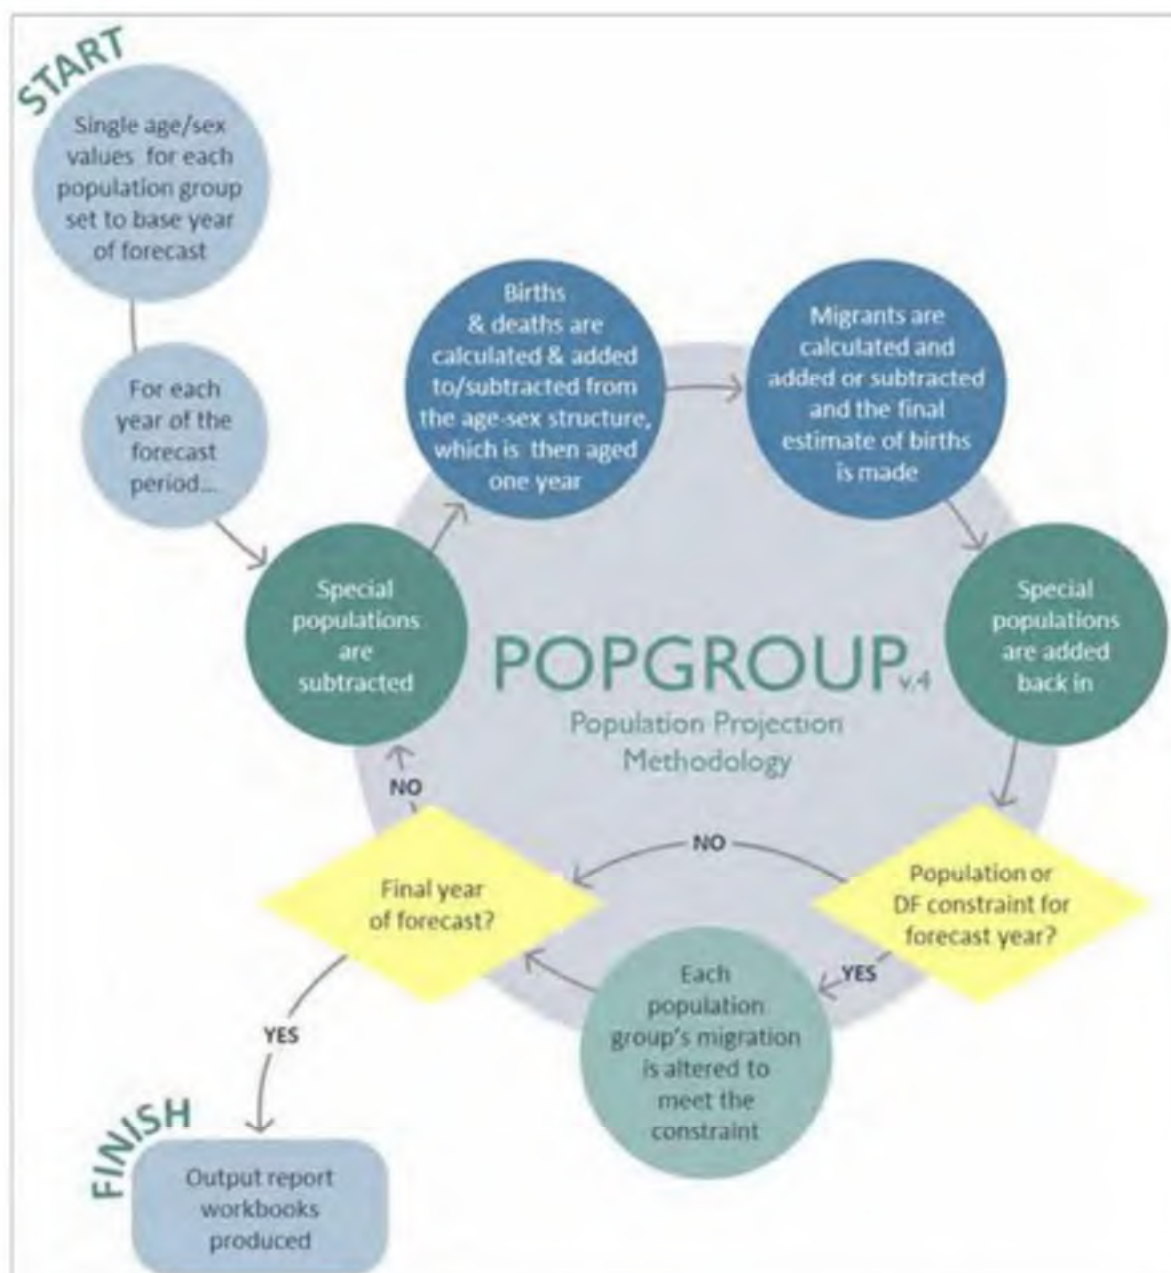 START
Single age/sex
values for each
population group
set to base year
of forecast
For each
year of the
forecast
period...
Special
populations
are
subtracted
Births
& deaths are
calculated & added
to/subtracted from
the age-sex structure,
which is then aged
one year
Migrants are
calculated and
added or subtracted
and the final
estimate of births
is made
Special
populations
are added
back in
POPGROUP v.4
Population Projection
Methodology
Population or
DF constraint for
forecast year?
NO
YES
Each
population
group's migration
is altered to
meet the
constraint
Final year
of forecast?
NO
YES
FINISH
Output report
workbooks
produced